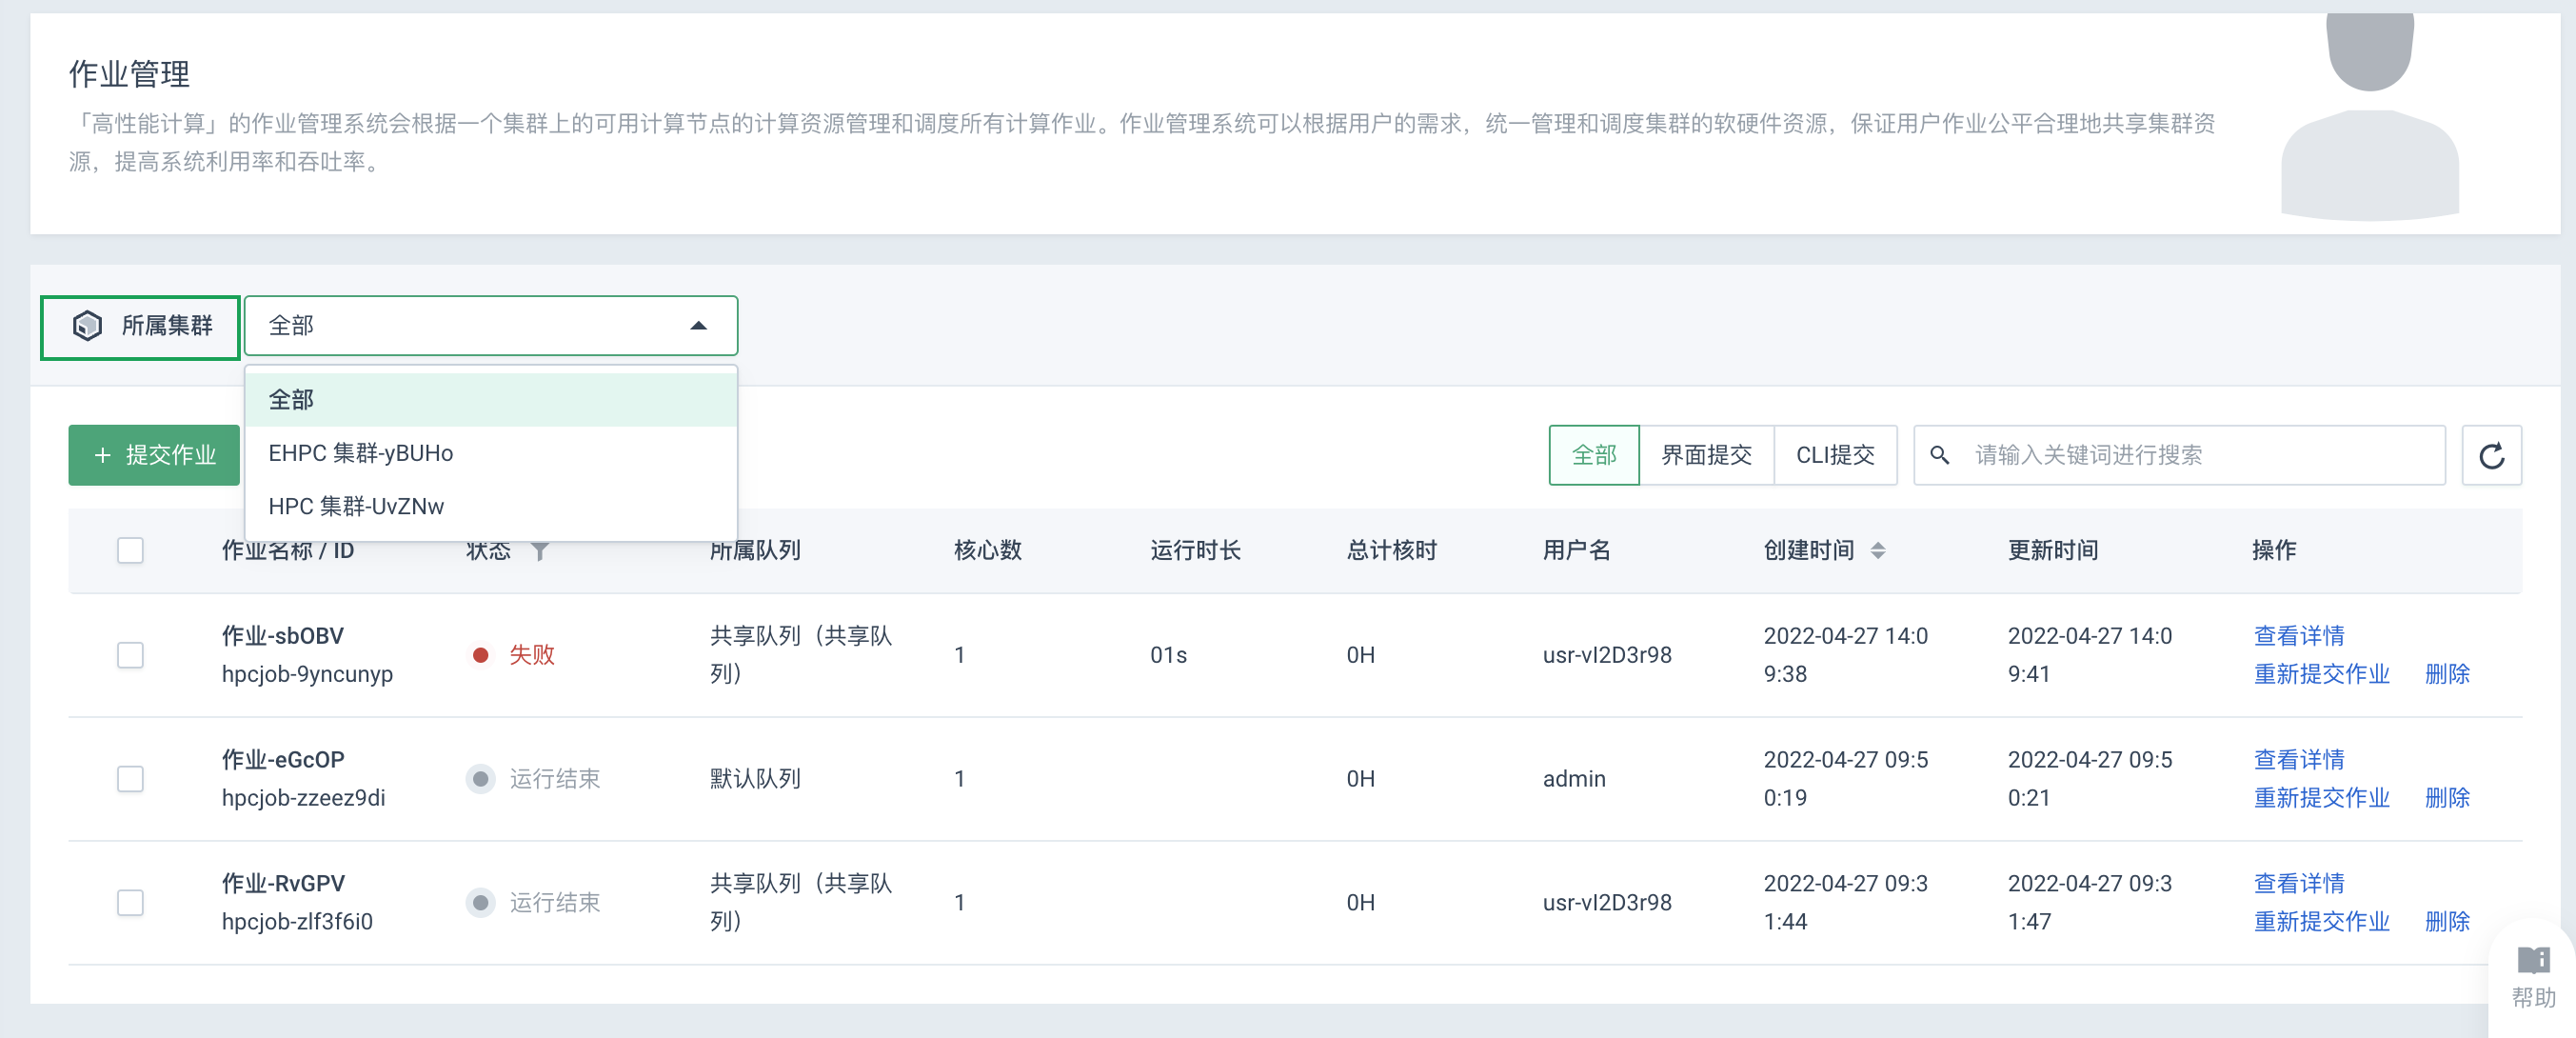 作业管理
「高性能计算」的作业管理系统会根据一个集群上的可用计算节点的计算资源管理和调度所有计算作业。作业管理系统可以根据用户的需求，统一管理和调度集群的软硬件资源，保证用户作业公平合理地共享集群资
源，提高系统利用率和吞吐率。
所属集群 全部
全部
EHPC 集群-yBUHo
HPC 集群-UvZNw
+ 提交作业 全部 界面提交 CLI提交 请输入关键词进行搜索
作业名称 / ID 状态 所属队列 核心数 运行时长 总计核时 用户名 创建时间 更新时间 操作
作业-sbOBV 共享队列（共享队 2022-04-27 14:0 2022-04-27 14:0 查看详情
失败 1 01s 0H usr-vI2D3r98
hpcjob-9yncunyp 列） 9:38 9:41 重新提交作业 删除
作业-eGcOP 2022-04-27 09:5 2022-04-27 09:5 查看详情
运行结束 默认队列 1 0H admin
hpcjob-zzeez9di 0:19 0:21 重新提交作业 删除
作业-RvGPV 共享队列（共享队 2022-04-27 09:3 2022-04-27 09:3 查看详情
运行结束 1 0H usr-vI2D3r98
hpcjob-zlf3f6i0 列） 1:44 1:47 重新提交作业 删除
帮助